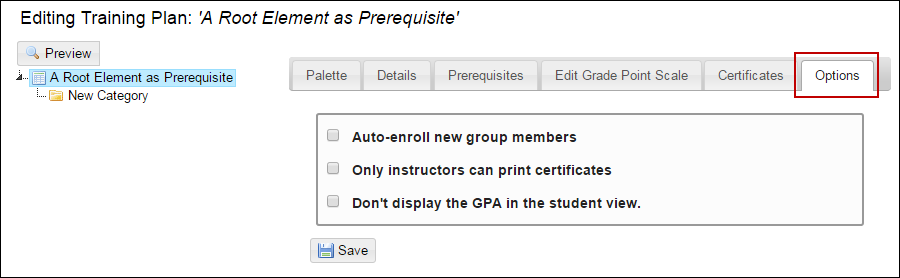 Editing Training Plan: 'A Root Element as Prerequisite'
Preview
A Root Element as Prerequisite
New Category
Palette Details Prerequisites Edit Grade Point Scale Certificates Options
Auto-enroll new group members
Only instructors can print certificates
Don't display the GPA in the student view.
Save